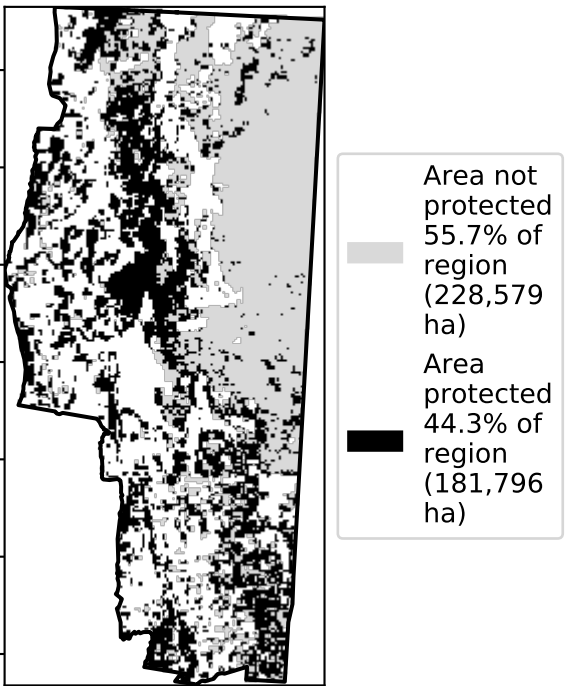 Area not
protected
55.7% of
region
(228,579
ha)
Area
protected
44.3% of
region
(181,796
ha)